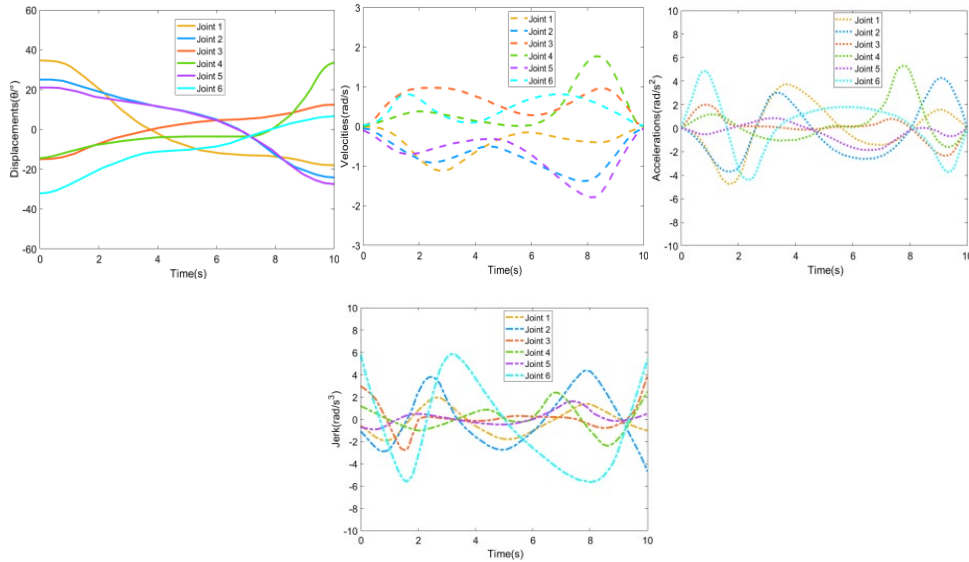 60
40
20
0
-20
-40
-60
Displacements(θ/°)
Joint 1
Joint 2
Joint 3
Joint 4
Joint 5
Joint 6
0 2 4 6 8 10
Time(s)
3
2
1
0
-1
-2
-3
Velocities(rad/s)
Joint 1
Joint 2
Joint 3
Joint 4
Joint 5
Joint 6
0 2 4 6 8 10
Time(s)
10
8
6
4
2
0
-2
-4
-6
-8
-10
Accelerations(rad/s²)
Joint 1
Joint 2
Joint 3
Joint 4
Joint 5
Joint 6
0 2 4 6 8 10
Time(s)
10
8
6
4
2
0
-2
-4
-6
-8
-10
Jerk(rad/s³)
Joint 1
Joint 2
Joint 3
Joint 4
Joint 5
Joint 6
0 2 4 6 8 10
Time(s)